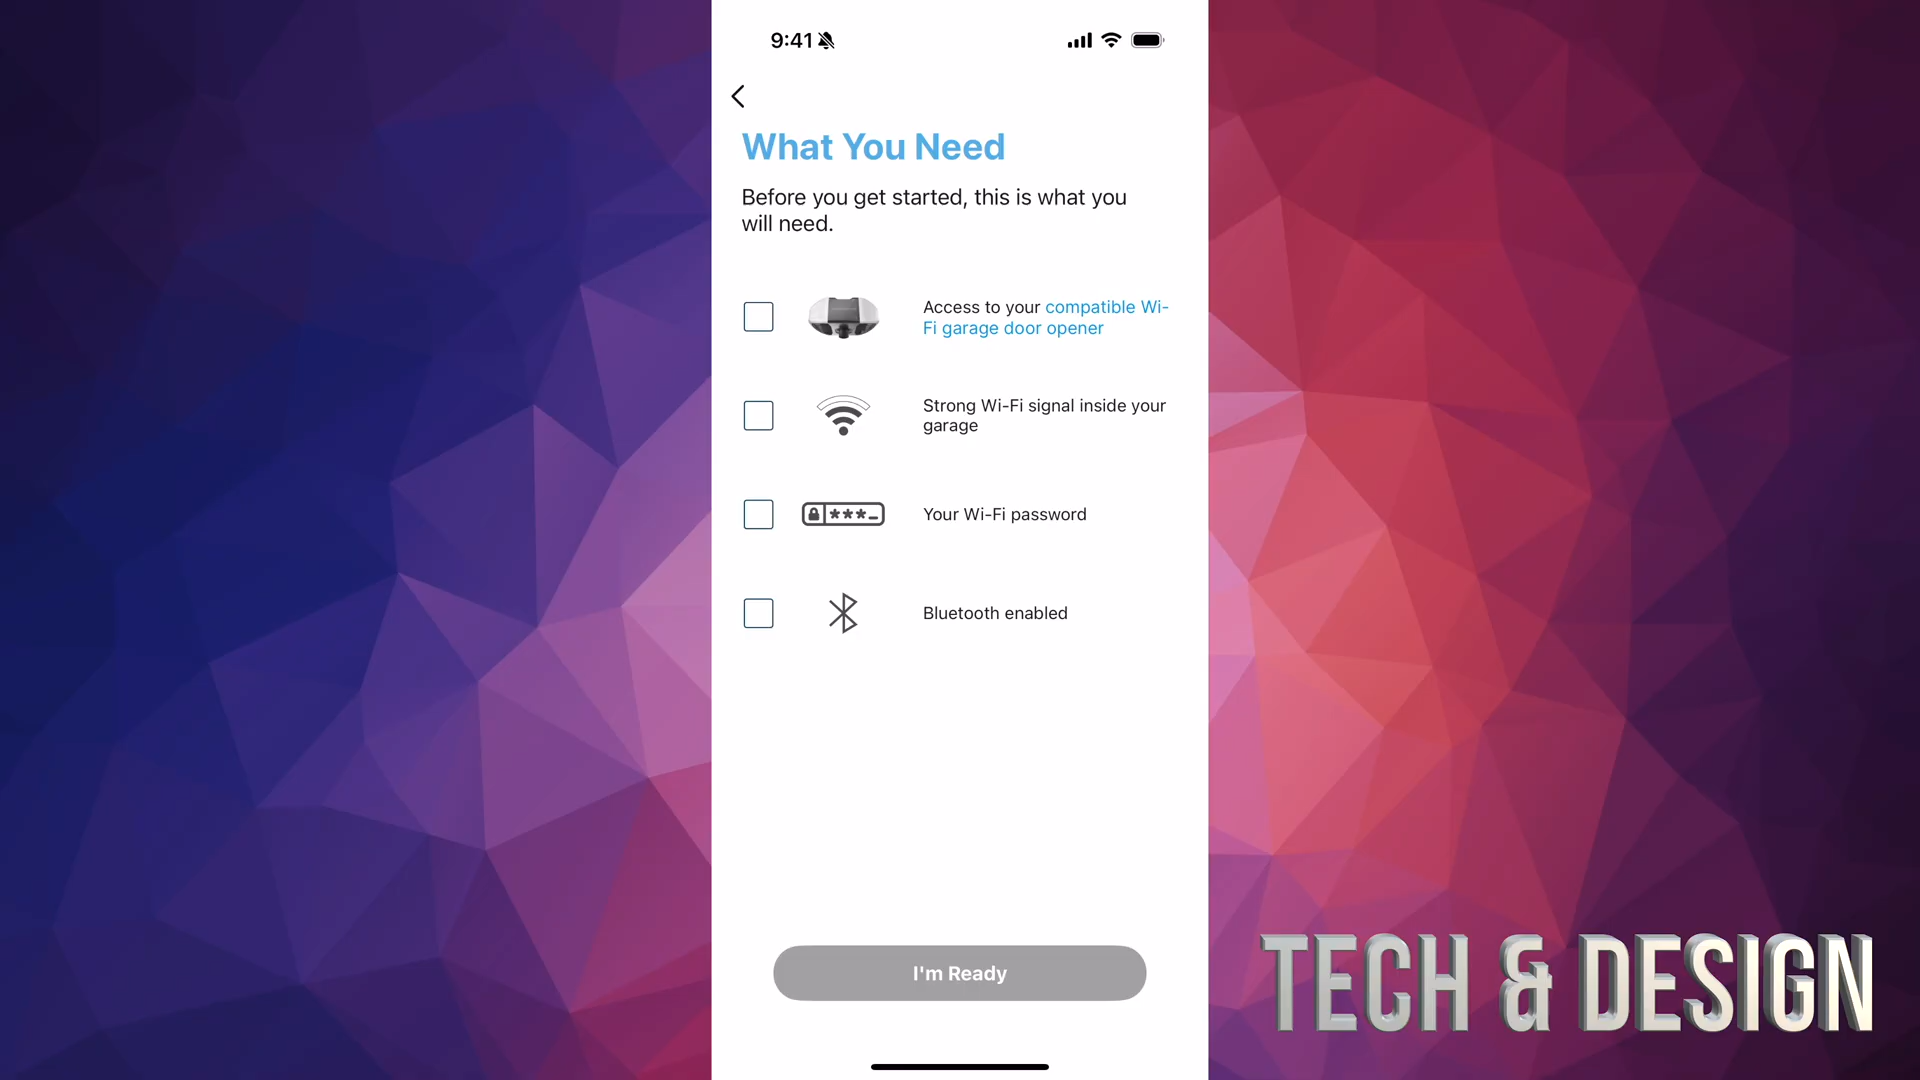 9:41
What You Need
Before you get started, this is what you
will need.
Access to your compatible Wi-
Fi garage door opener
Strong Wi-Fi signal inside your
garage
***_
Your Wi-Fi password
Bluetooth enabled
I'm Ready
TECH & DESIGN